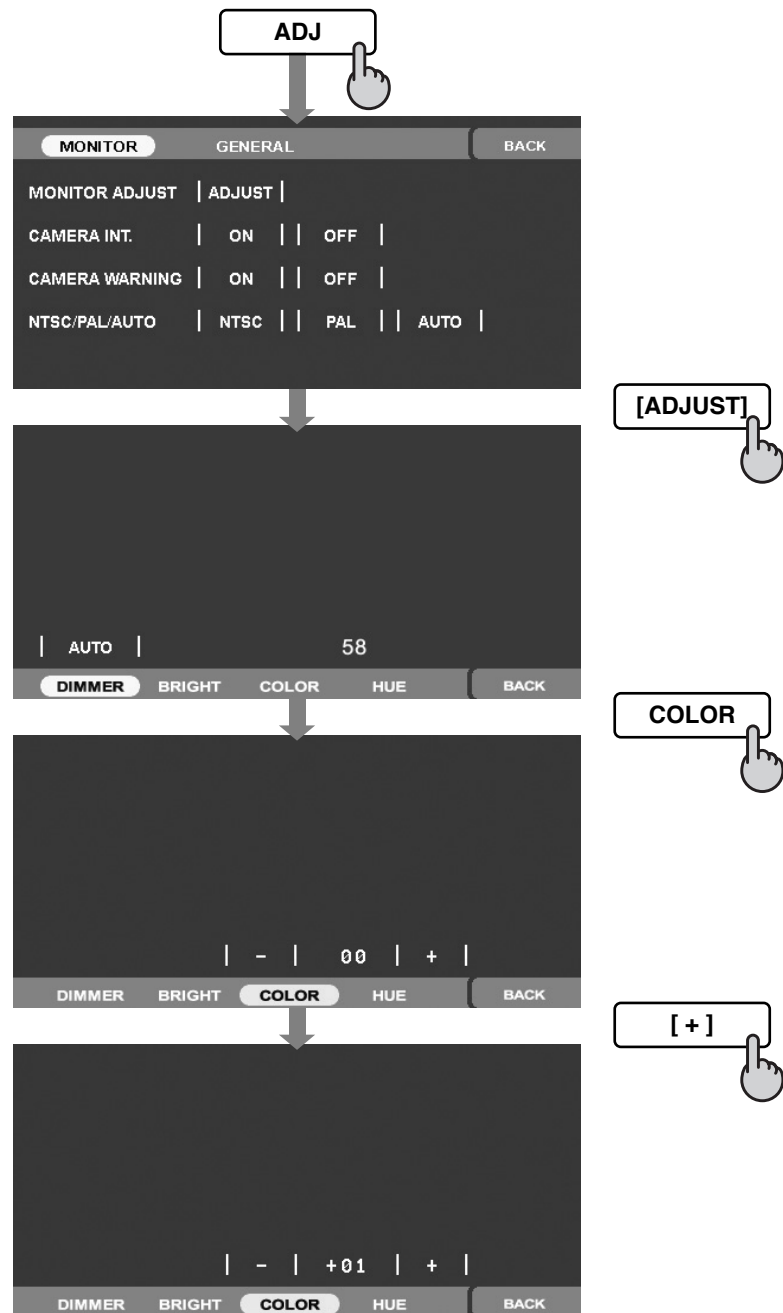 ADJ
MONITOR GENERAL BACK
MONITOR ADJUST | ADJUST |
CAMERA INT. | ON | | OFF |
CAMERA WARNING | ON | | OFF |
NTSC/PAL/AUTO | NTSC | | PAL | | AUTO |
[ADJUST]
| AUTO | 58
DIMMER BRIGHT COLOR HUE BACK
COLOR
| - | 00 | + |
DIMMER BRIGHT COLOR HUE BACK
[ + ]
| - | +01 | + |
DIMMER BRIGHT COLOR HUE BACK